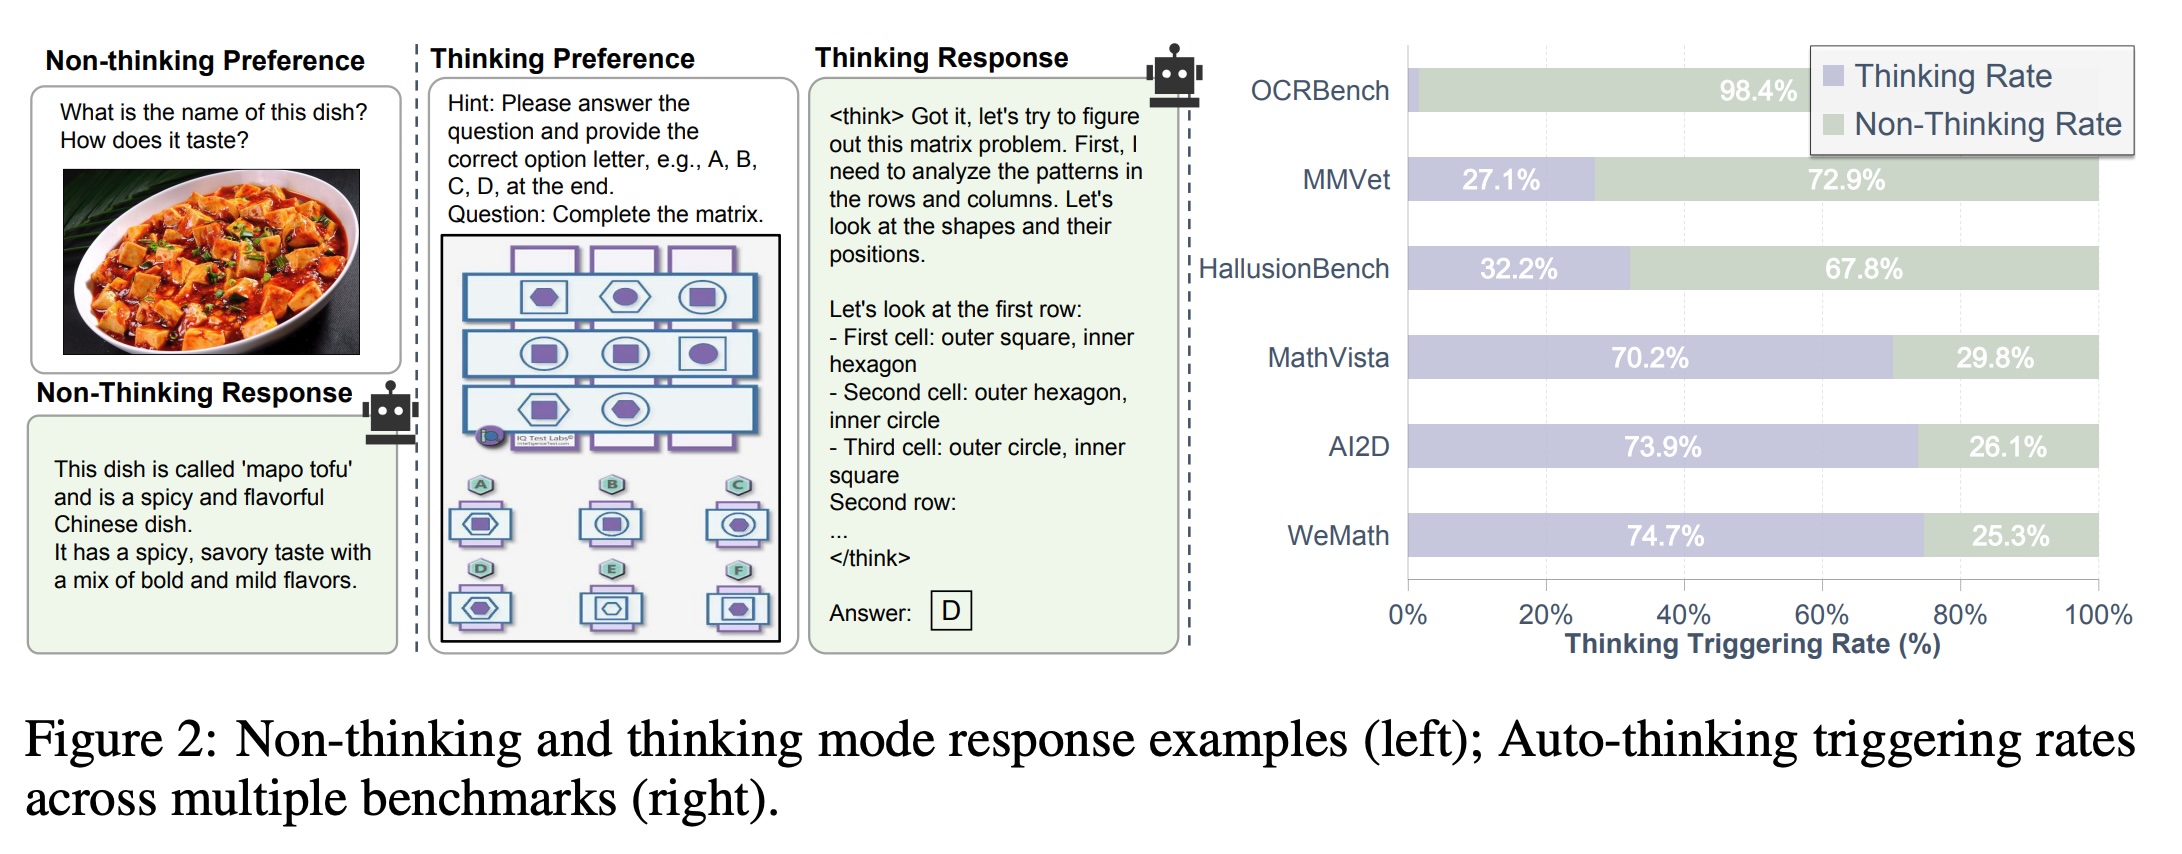 Non-thinking Preference
What is the name of this dish?
How does it taste?
Non-Thinking Response
This dish is called 'mapo tofu'
and is a spicy and flavorful
Chinese dish.
It has a spicy, savory taste with
a mix of bold and mild flavors.
Thinking Preference
Hint: Please answer the
question and provide the
correct option letter, e.g., A, B,
C, D, at the end.
Question: Complete the matrix.
IQ Test Labs©
A B C
D E F
Thinking Response
<think> Got it, let's try to figure
out this matrix problem. First, I
need to analyze the patterns in
the rows and columns. Let's
look at the shapes and their
positions.
Let's look at the first row:
- First cell: outer square, inner
hexagon
- Second cell: outer hexagon,
inner circle
- Third cell: outer circle, inner
square
Second row:
...
</think>
Answer: D
Thinking Rate
Non-Thinking Rate
OCRBench 98.4%
MMVet 27.1% 72.9%
HallusionBench 32.2% 67.8%
MathVista 70.2% 29.8%
AI2D 73.9% 26.1%
WeMath 74.7% 25.3%
0% 20% 40% 60% 80% 100%
Thinking Triggering Rate (%)
Figure 2: Non-thinking and thinking mode response examples (left); Auto-thinking triggering rates
across multiple benchmarks (right).